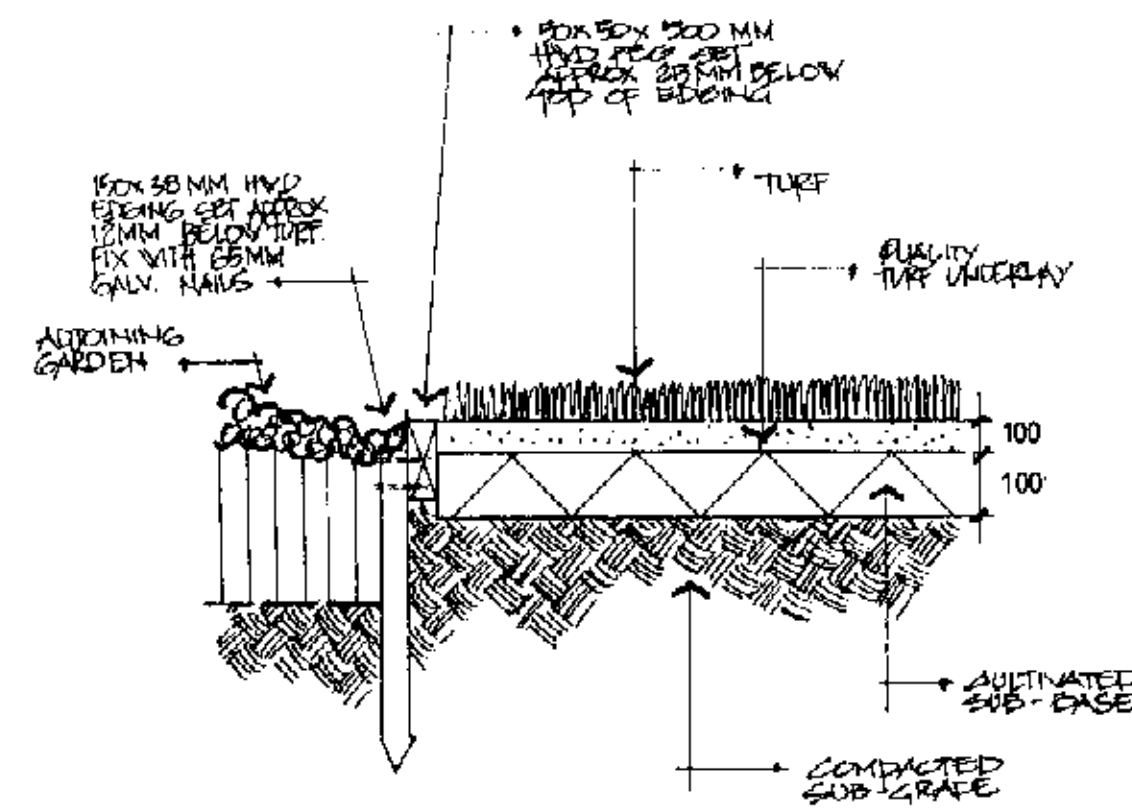 50x50x500 MM
HWD PEG SET
APPROX 25MM BELOW
TOP OF EDGING
TURF
150x38 MM HWD
EDGING SET APPROX
12MM BELOW TURF.
FIX WITH 65MM
GALV. NAILS
QUALITY
TURF UNDERLAY
ADJOINING
GARDEN
100
100
CULTIVATED
SUB-BASE
COMPACTED
SUB GRADE